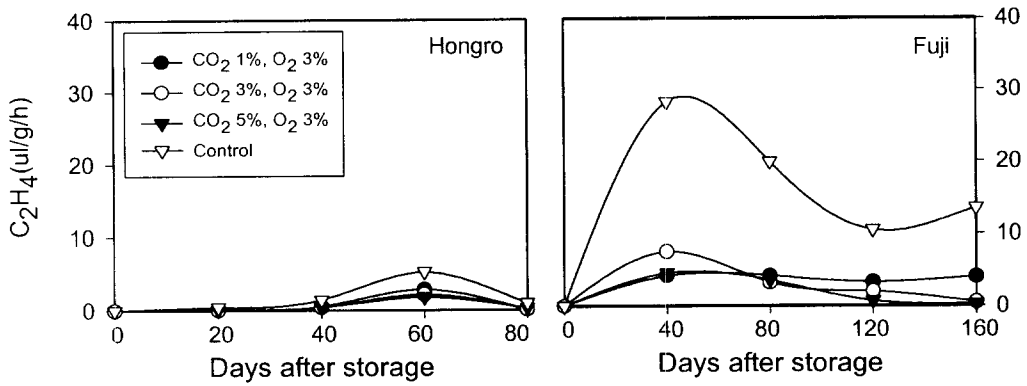 C2H4(ul/g/h)
40
30
20
10
0
Hongro
CO2 1%, O2 3%
CO2 3%, O2 3%
CO2 5%, O2 3%
Control
0 20 40 60 80
Days after storage
Fuji
40
30
20
10
0
0 40 80 120 160
Days after storage